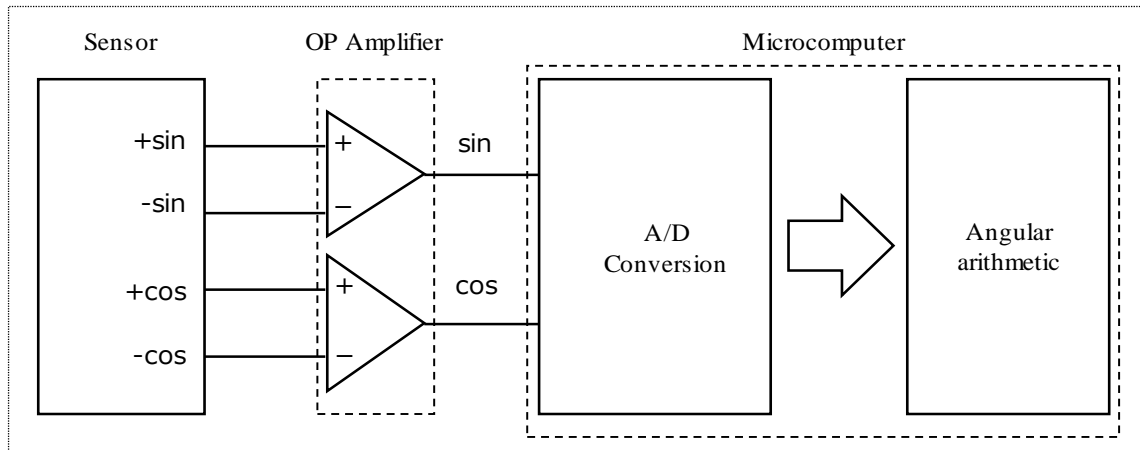 Sensor
OP Amplifier
Microcomputer
+sin
-sin
+cos
-cos
+
−
+
−
sin
cos
A/D
Conversion
Angular
arithmetic